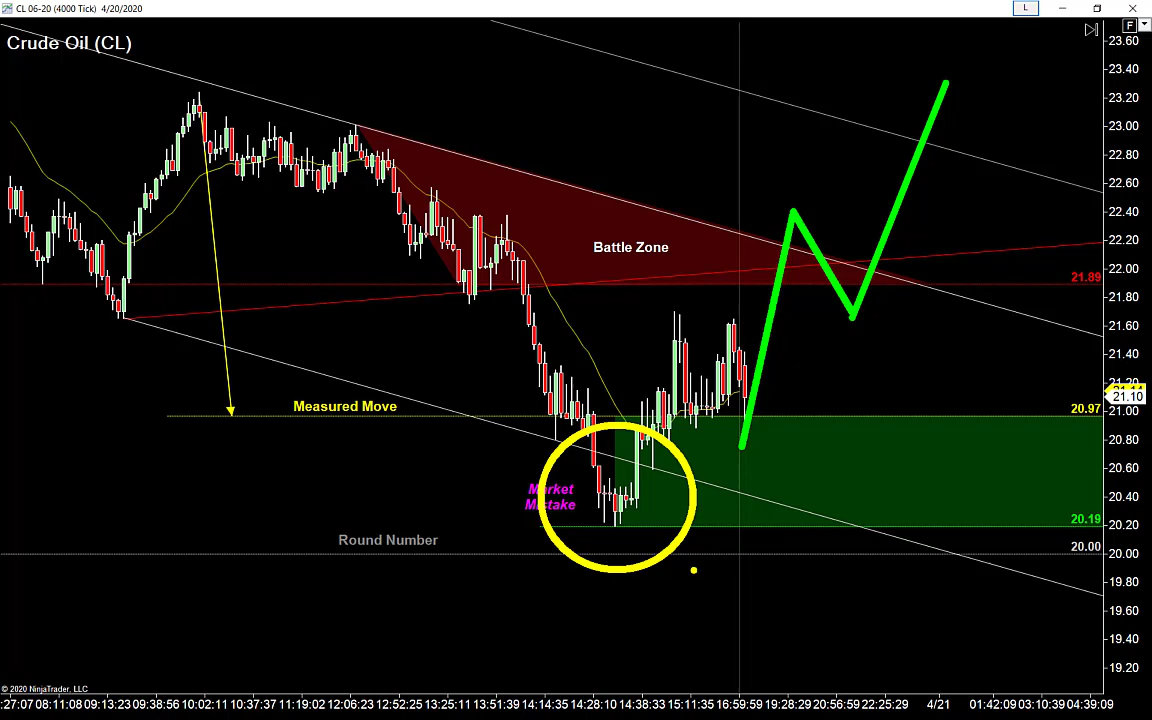 CL 06-20 (4000 Tick) 4/20/2020
L
F
Crude Oil (CL)
23.60
23.40
23.20
23.00
22.80
22.60
22.40
22.20
22.00
21.80
21.60
21.40
21.20
21.10
21.00
20.80
20.60
20.40
20.20
20.00
19.80
19.60
19.40
19.20
Battle Zone
21.89
Measured Move
20.97
Market
Mistake
20.19
Round Number
20.00
© 2020 NinjaTrader, LLC
:27:07 08:11:08 09:13:23 09:38:56 10:02:11 10:37:37 11:19:09 12:06:23 12:52:25 13:25:11 13:51:39 14:14:35 14:28:10 14:38:33 15:11:35 16:59:59 19:28:29 20:56:59 22:25:29 4/21 01:42:09 03:10:39 04:39:09